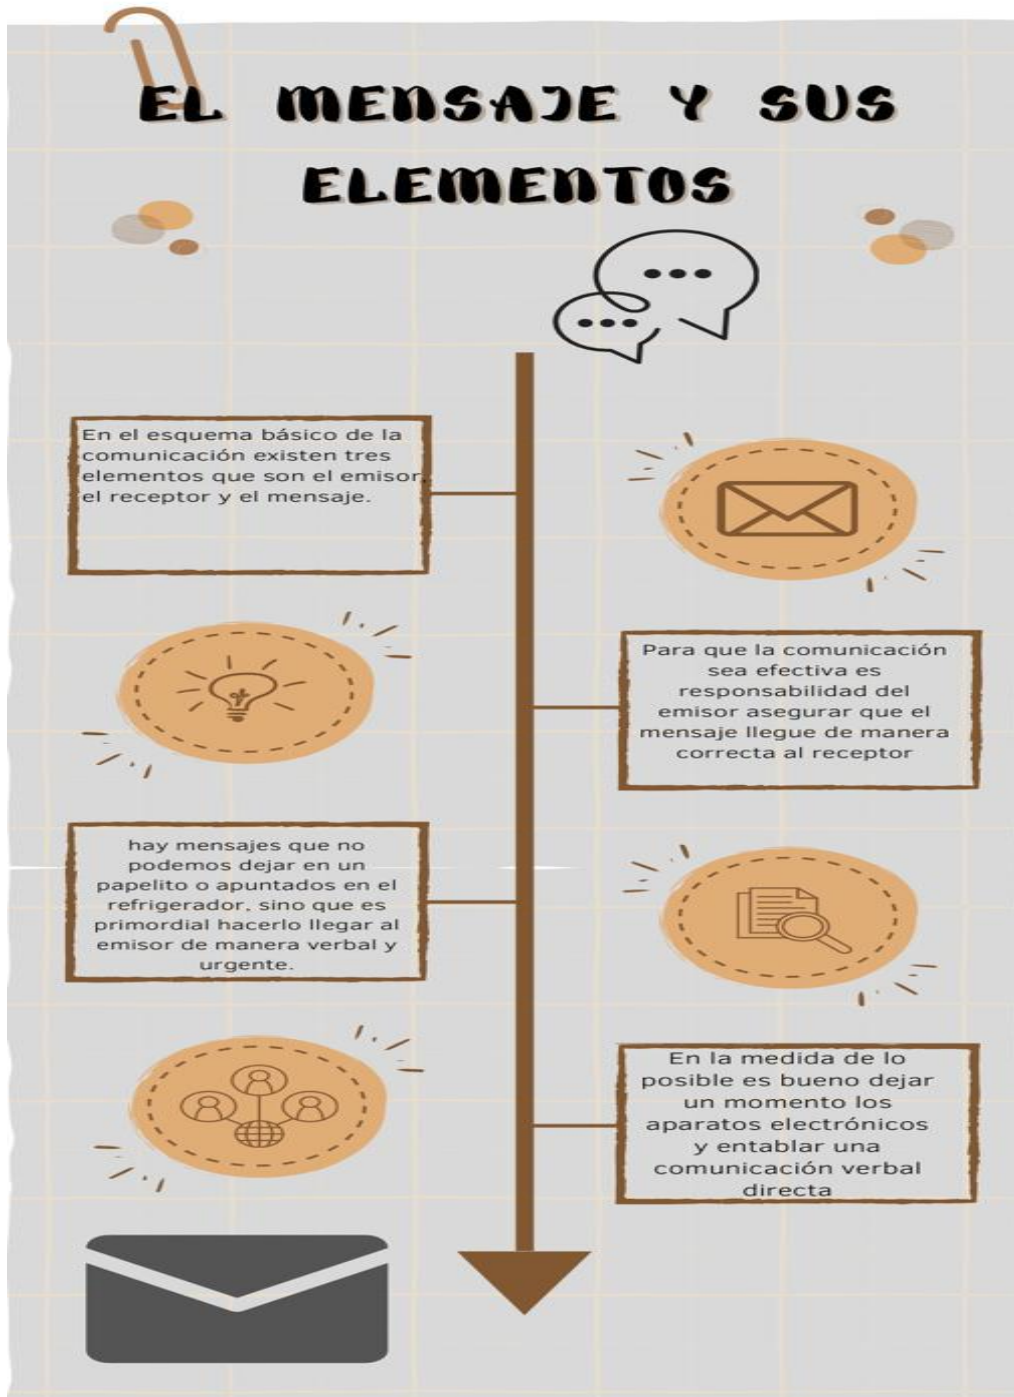 EL MENSAJE Y SUS
ELEMENTOS
En el esquema básico de la
comunicación existen tres
elementos que son el emisor,
el receptor y el mensaje.
Para que la comunicación
sea efectiva es
responsabilidad del
emisor asegurar que el
mensaje llegue de manera
correcta al receptor
hay mensajes que no
podemos dejar en un
papelito o apuntados en el
refrigerador, sino que es
primordial hacerlo llegar al
emisor de manera verbal y
urgente.
En la medida de lo
posible es bueno dejar
un momento los
aparatos electrónicos
y entablar una
comunicación verbal
directa